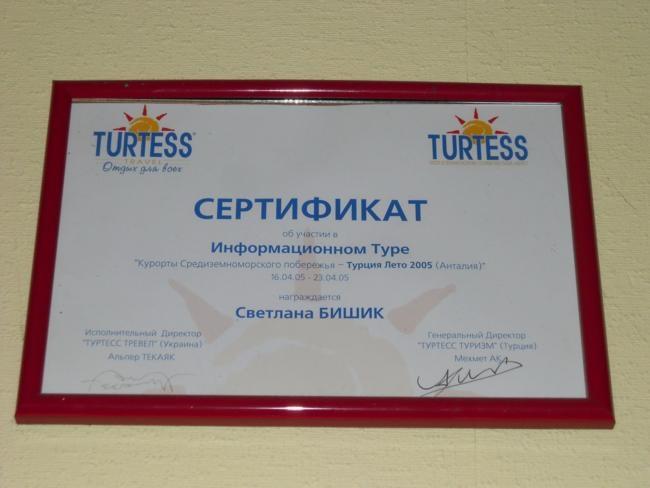 TURTESS
TRAVEL
Отдых для всех
TURTESS
СЕРТИФИКАТ
об участии в
Информационном Туре
"Курорты Средиземноморского побережья – Турция Лето 2005 (Анталия)"
16.04.05 - 23.04.05
награждается
Светлана БИШИК
Исполнительный Директор
"ТУРТЕСС ТРЕВЕЛ" (Украина)
Альпер ТЕКАЯК
Генеральный Директор
"ТУРТЕСС ТУРИЗМ" (Турция)
Мехмет АК